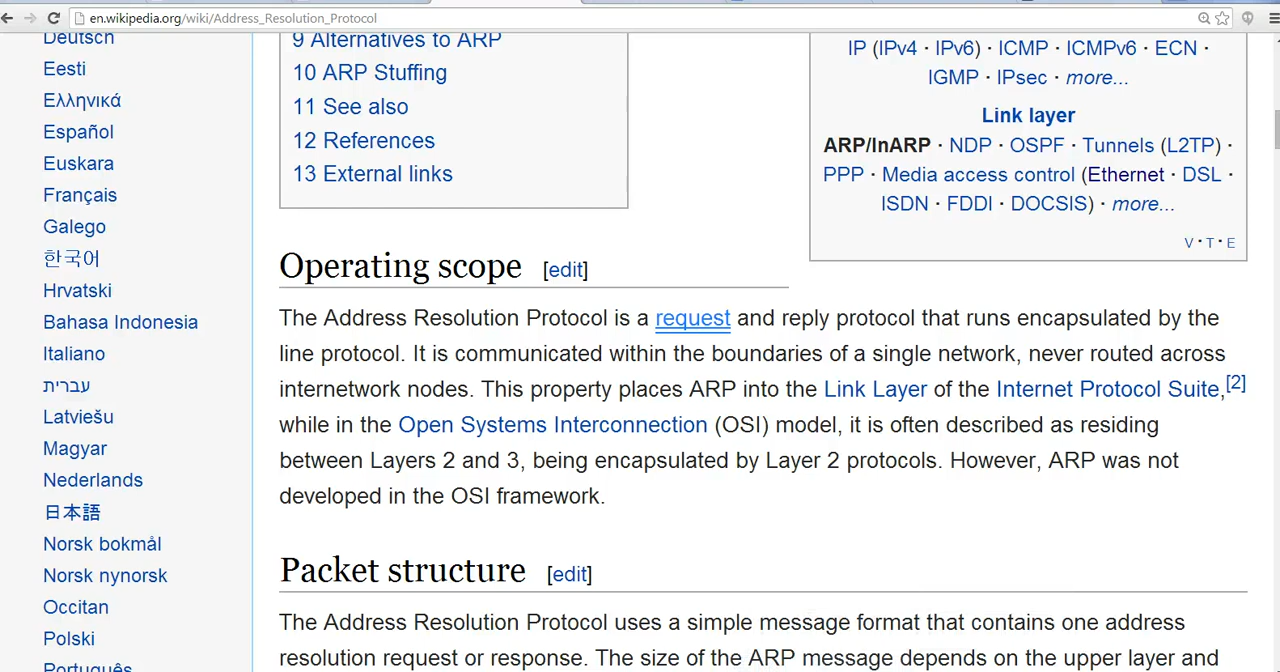 en.wikipedia.org/wiki/Address_Resolution_Protocol
Deutsch
Eesti
Ελληνικά
Español
Euskara
Français
Galego
한국어
Hrvatski
Bahasa Indonesia
Italiano
עברית
Latviešu
Magyar
Nederlands
日本語
Norsk bokmål
Norsk nynorsk
Occitan
Polski
Português
9 Alternatives to ARP
10 ARP Stuffing
11 See also
12 References
13 External links
IP (IPv4 · IPv6) · ICMP · ICMPv6 · ECN ·
IGMP · IPsec · more...
Link layer
ARP/InARP · NDP · OSPF · Tunnels (L2TP) ·
PPP · Media access control (Ethernet · DSL ·
ISDN · FDDI · DOCSIS) · more...
V · T · E
Operating scope [edit]
The Address Resolution Protocol is a request and reply protocol that runs encapsulated by the
line protocol. It is communicated within the boundaries of a single network, never routed across
internetwork nodes. This property places ARP into the Link Layer of the Internet Protocol Suite,[2]
while in the Open Systems Interconnection (OSI) model, it is often described as residing
between Layers 2 and 3, being encapsulated by Layer 2 protocols. However, ARP was not
developed in the OSI framework.
Packet structure [edit]
The Address Resolution Protocol uses a simple message format that contains one address
resolution request or response. The size of the ARP message depends on the upper layer and